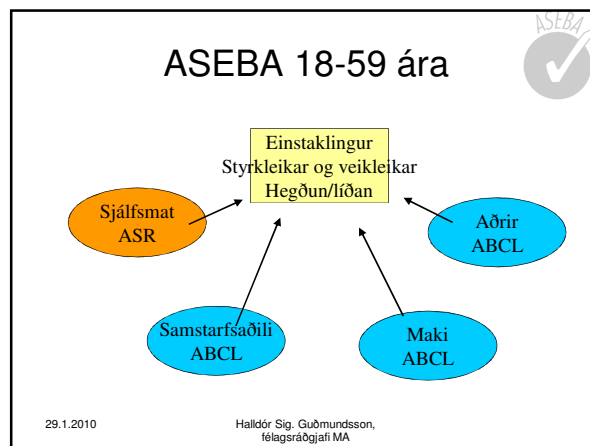 ASEBA
ASEBA 18-59 ára
Einstaklingur
Styrkleikar og veikleikar
Hegðun/líðan
Sjálfsmat
ASR
Aðrir
ABCL
Samstarfsaðili
ABCL
Maki
ABCL
29.1.2010
Halldór Sig. Guðmundsson,
félagsráðgjafi MA